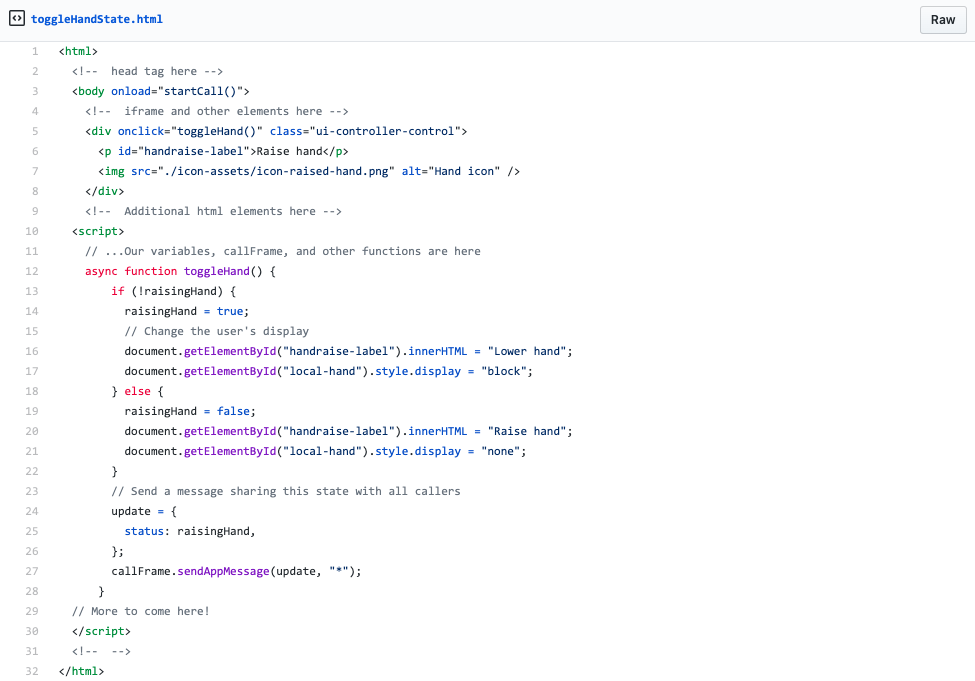 toggleHandState.html
Raw
1 <html>
2   <!--  head tag here -->
3   <body onload="startCall()">
4     <!--  iframe and other elements here -->
5     <div onclick="toggleHand()" class="ui-controller-control">
6       <p id="handraise-label">Raise hand</p>
7       <img src="./icon-assets/icon-raised-hand.png" alt="Hand icon" />
8     </div>
9     <!--  Additional html elements here -->
10   <script>
11     // ...Our variables, callFrame, and other functions are here
12     async function toggleHand() {
13         if (!raisingHand) {
14           raisingHand = true;
15           // Change the user's display
16           document.getElementById("handraise-label").innerHTML = "Lower hand";
17           document.getElementById("local-hand").style.display = "block";
18         } else {
19           raisingHand = false;
20           document.getElementById("handraise-label").innerHTML = "Raise hand";
21           document.getElementById("local-hand").style.display = "none";
22         }
23         // Send a message sharing this state with all callers
24         update = {
25           status: raisingHand,
26         };
27         callFrame.sendAppMessage(update, "*");
28       }
29   // More to come here!
30   </script>
31   <!--  -->
32 </html>